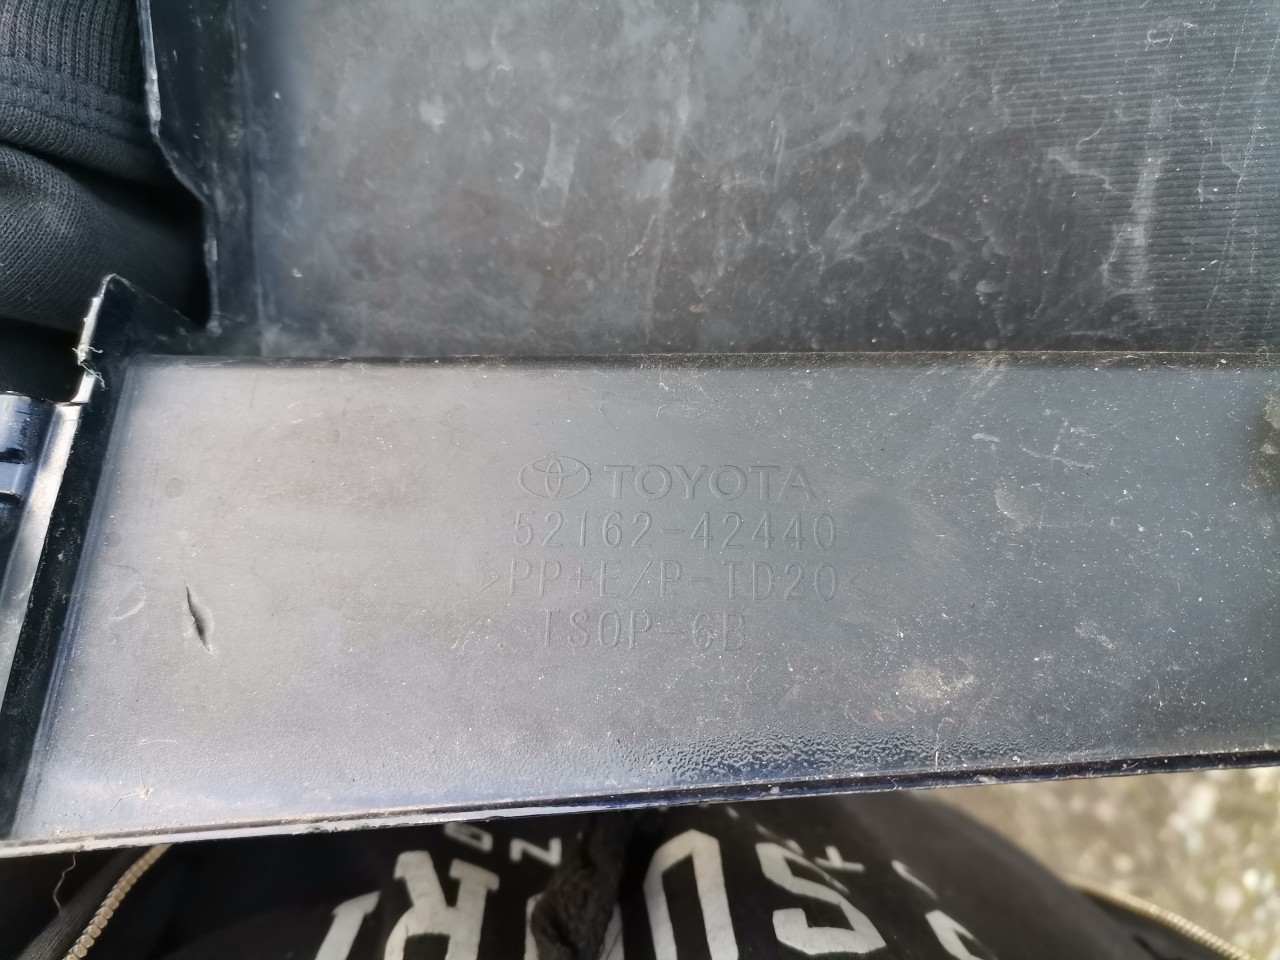 TOYOTA
52162-42440
>PP+E/P-TD20<
TSOP-6B